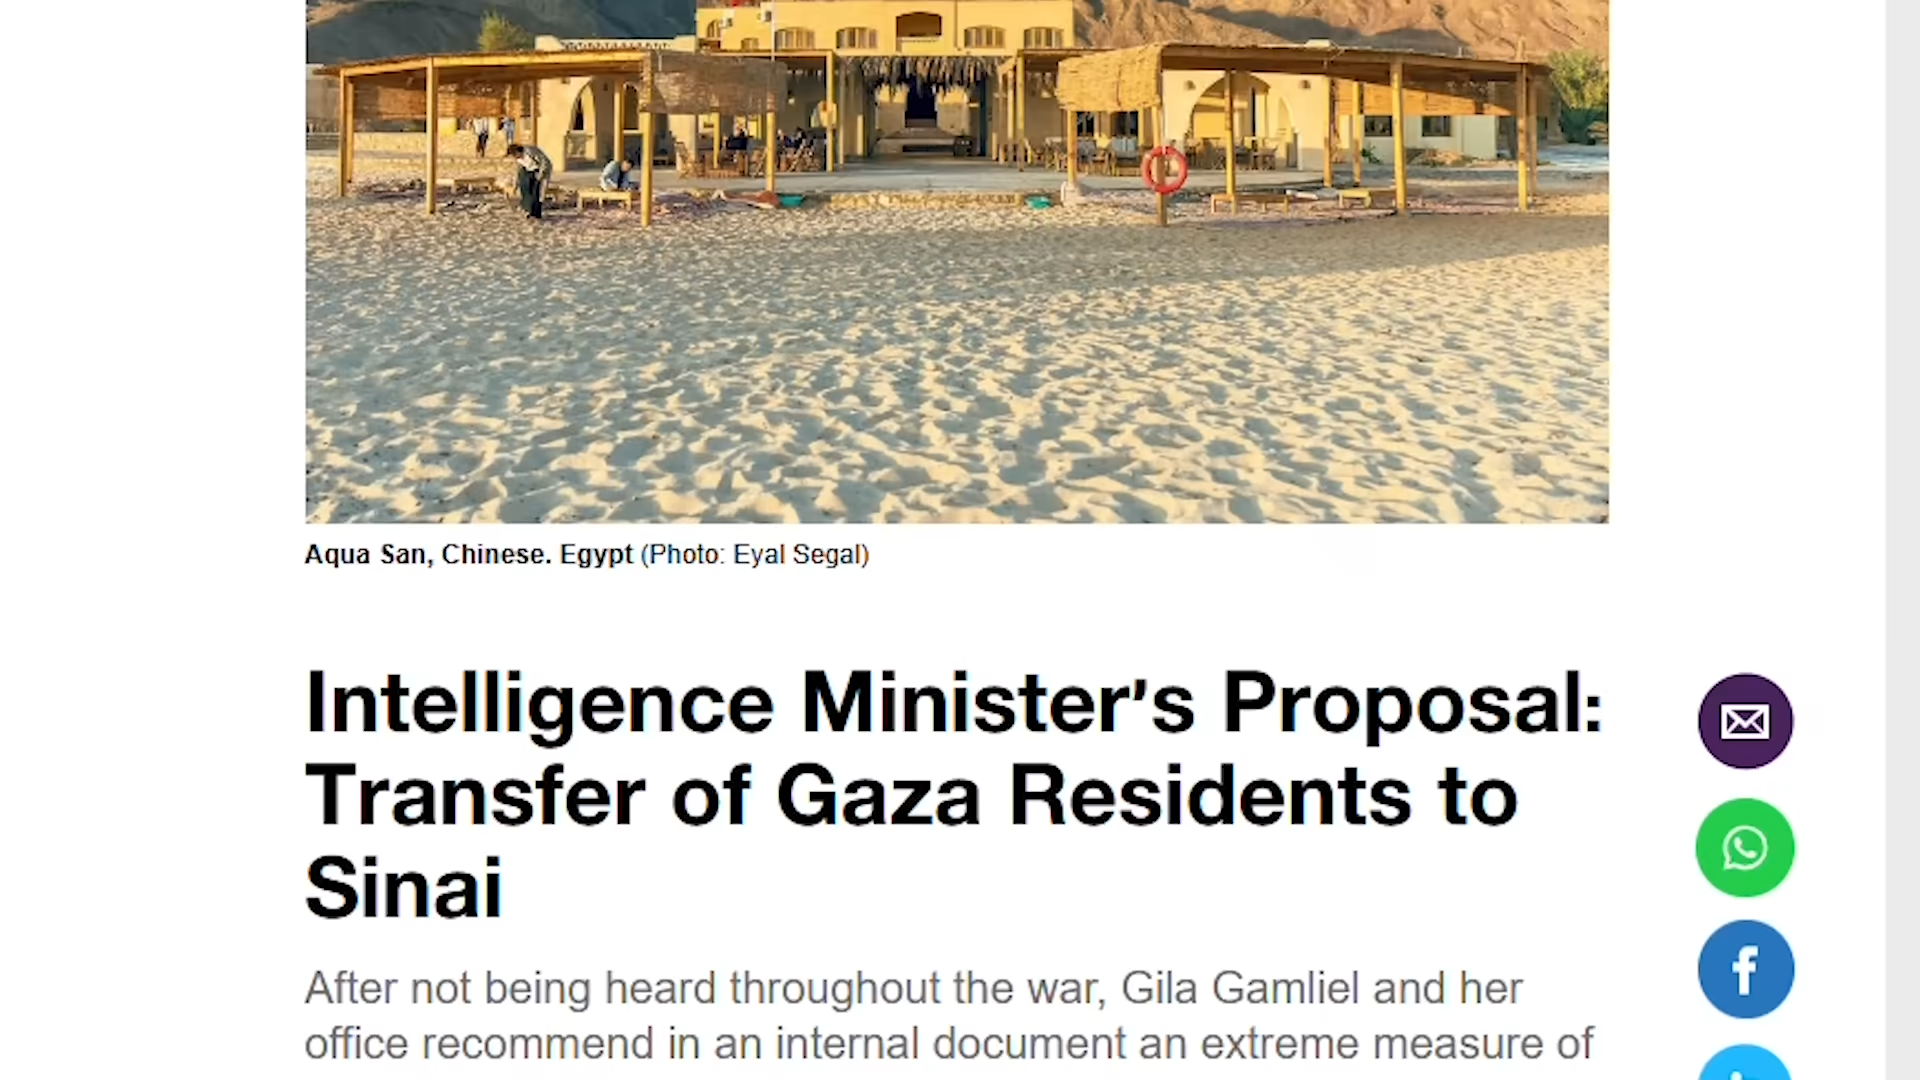 Aqua San, Chinese. Egypt (Photo: Eyal Segal)
Intelligence Minister's Proposal:
Transfer of Gaza Residents to
Sinai
After not being heard throughout the war, Gila Gamliel and her
office recommend in an internal document an extreme measure of